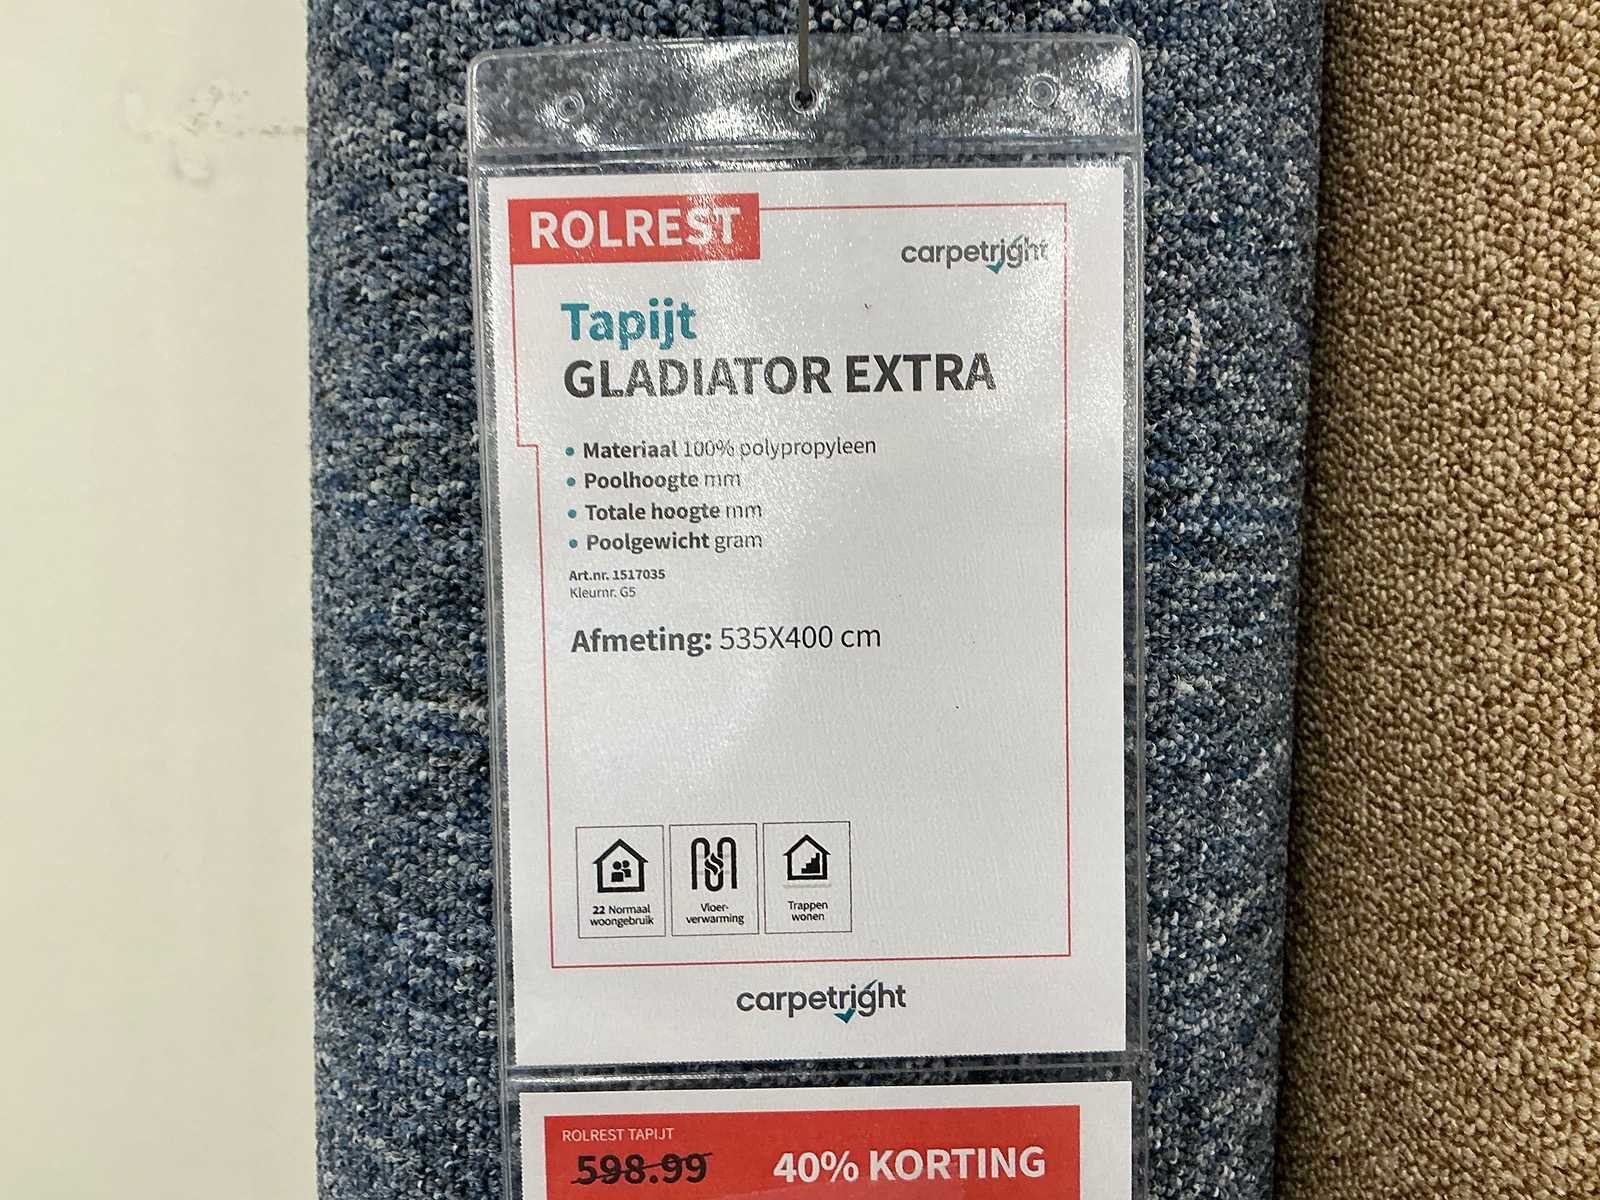 ROLREST
carpetright
Tapijt
GLADIATOR EXTRA
• Materiaal 100% polypropyleen
• Poolhoogte mm
• Totale hoogte mm
• Poolgewicht gram
Art.nr. 1517035
Kleurnr. G5
Afmeting: 535X400 cm
22 Normaal
woongebruik
Vloer-
verwarming
Trappen
wonen
carpetright
ROLREST TAPIJT
598.99
40% KORTING